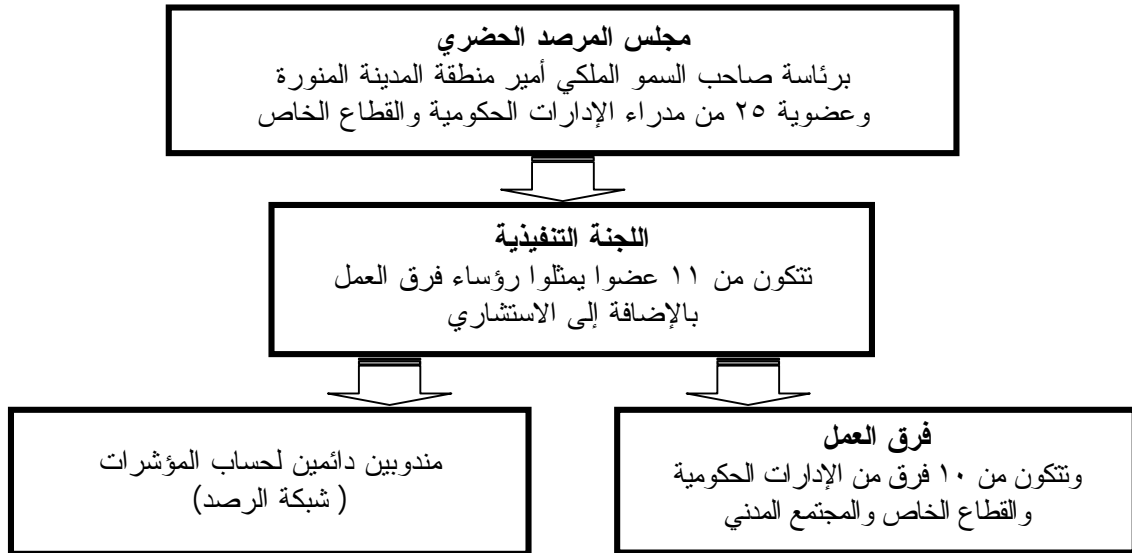 مجلس المرصد الحضري
برئاسة صاحب السمو الملكي أمير منطقة المدينة المنورة
وعضوية ٢٥ من مدراء الإدارات الحكومية والقطاع الخاص
اللجنة التنفيذية
تتكون من ١١ عضوا يمثلوا رؤساء فرق العمل
بالإضافة إلى الاستشاري
فرق العمل
وتتكون من ١٠ فرق من الإدارات الحكومية
والقطاع الخاص والمجتمع المدني
مندوبين دائمين لحساب المؤشرات
( شبكة الرصد)